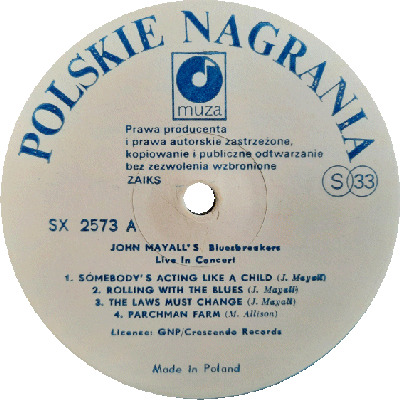 POLSKIE NAGRANIA
muza
Prawa producenta
i prawa autorskie zastrzeżone,
kopiowanie i publiczne odtwarzanie
bez zezwolenia wzbronione
ZAIKS
S 33
SX 2573 A
JOHN MAYALL'S Bluesbreakers
Live In Concert
1. SOMEBODY'S ACTING LIKE A CHILD (J. Mayall)
2. ROLLING WITH THE BLUES (J. Mayall)
3. THE LAWS MUST CHANGE (J. Mayall)
4. PARCHMAN FARM (M. Allison)
Licence: GNP/Crescendo Records
Made in Poland